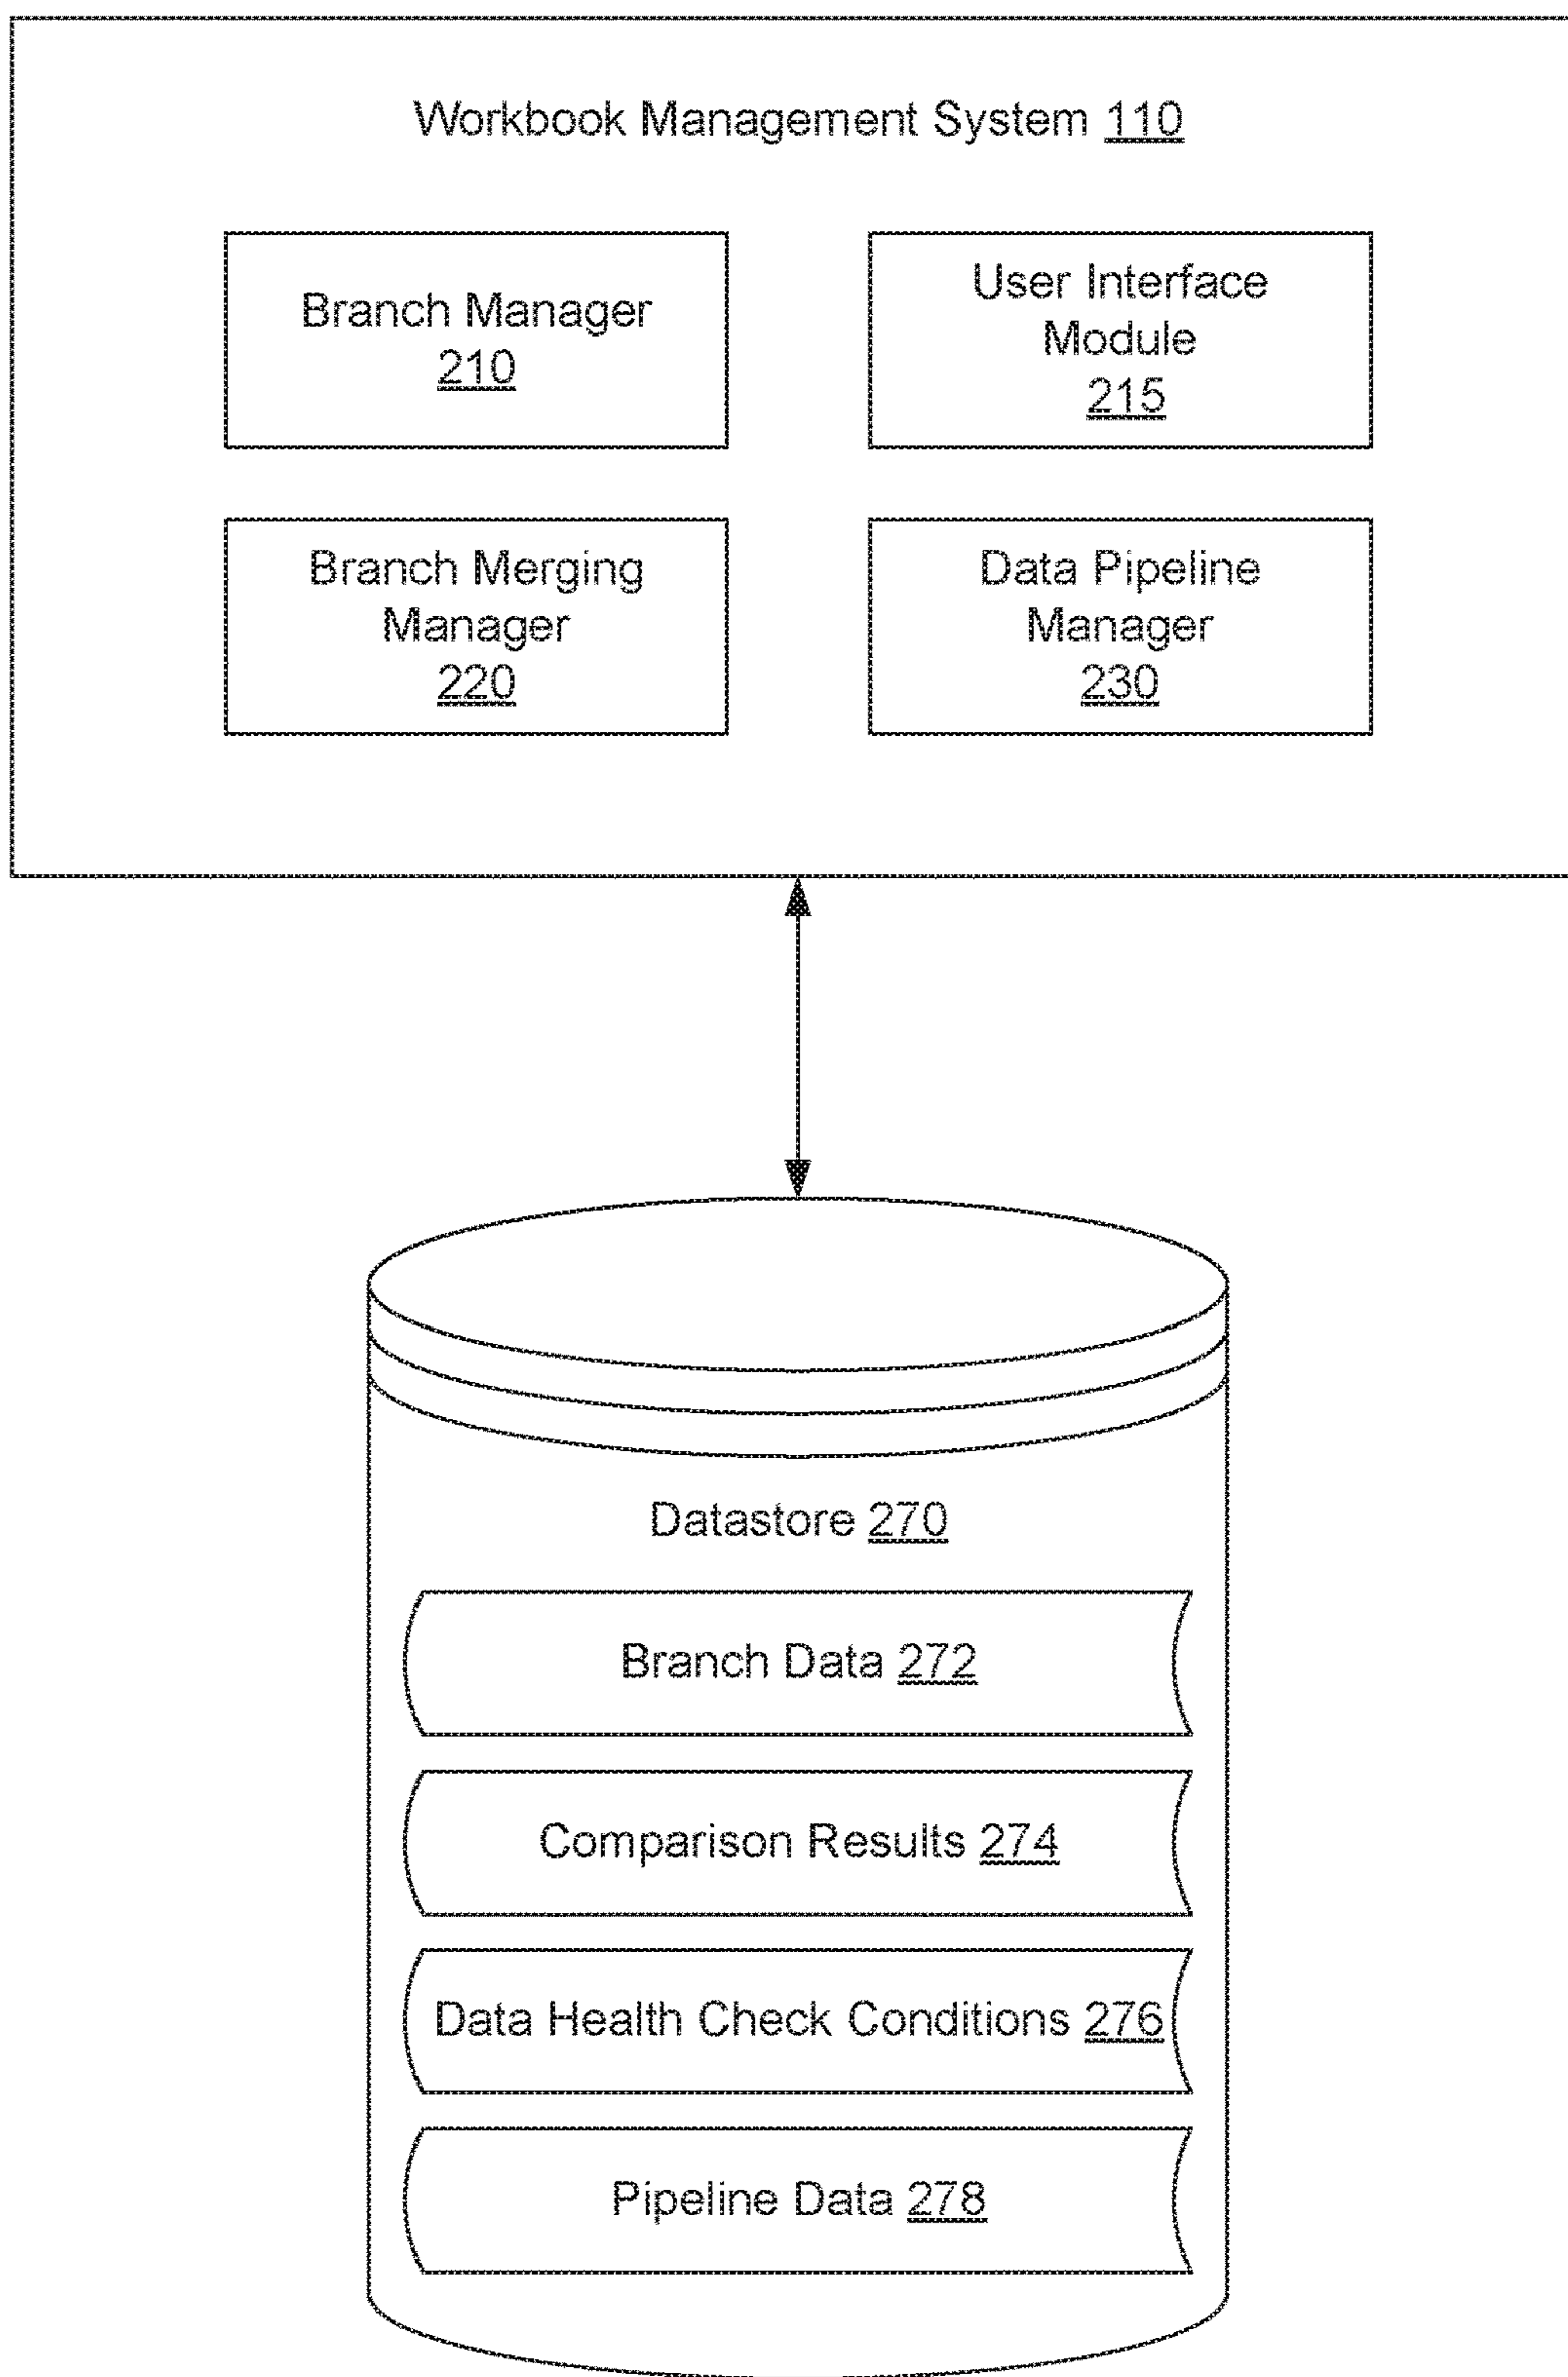 Workbook Management System 110
Branch Manager
210
User Interface
Module
215
Branch Merging
Manager
220
Data Pipeline
Manager
230
Datastore 270
Branch Data 272
Comparison Results 274
Data Health Check Conditions 276
Pipeline Data 278